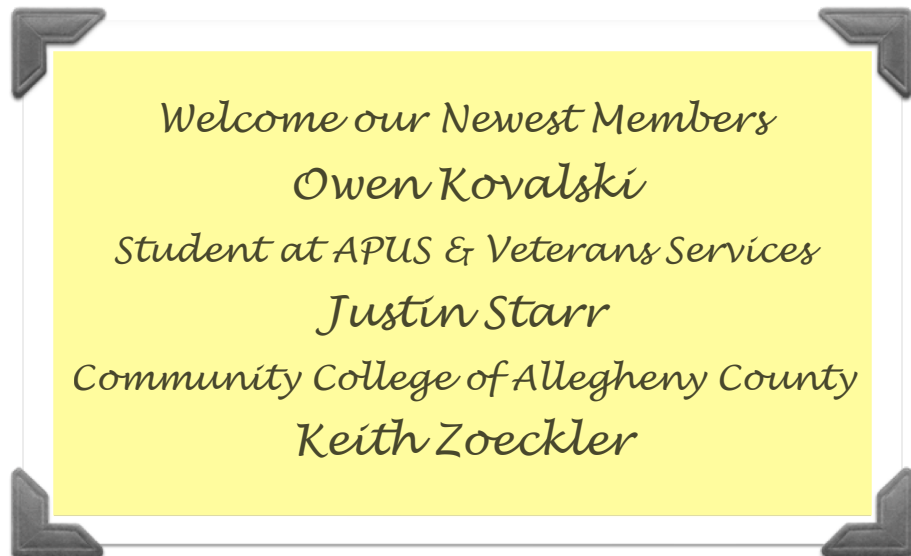 Welcome our Newest Members
Owen Kovalski
Student at APUS & Veterans Services
Justin Starr
Community College of Allegheny County
Keith Zoeckler